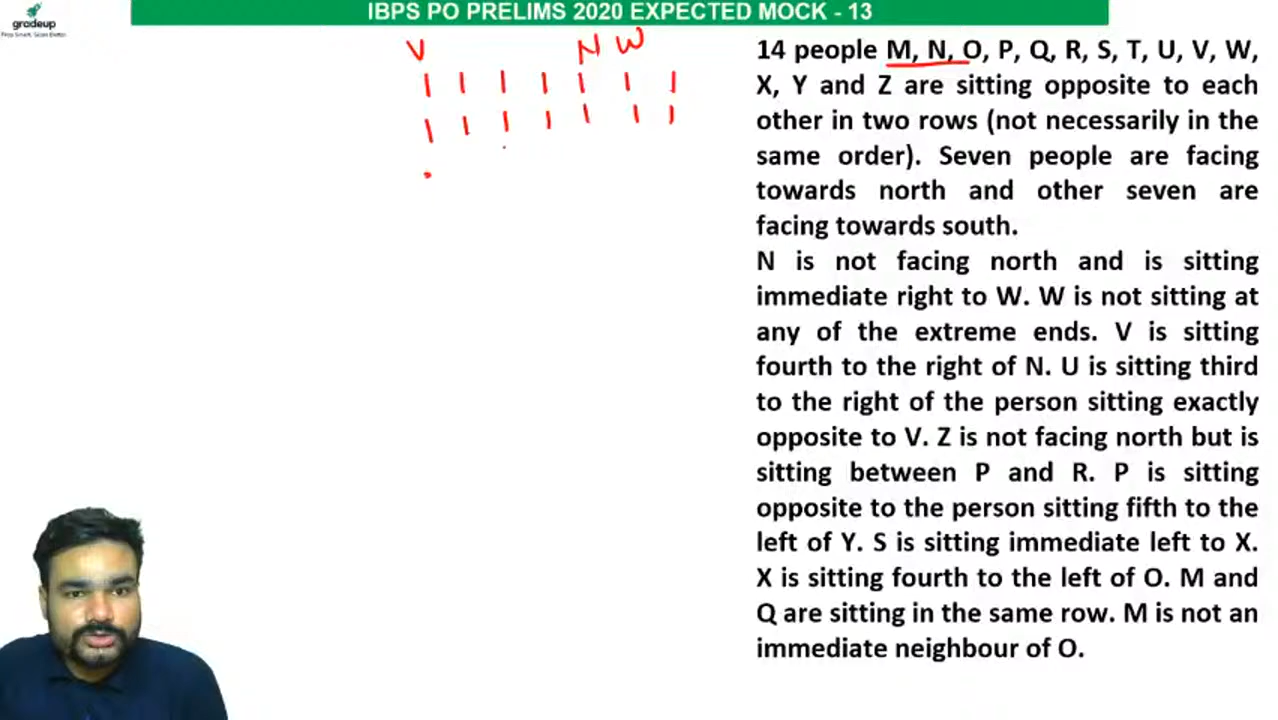 gradeup
IBPS PO PRELIMS 2020 EXPECTED MOCK - 13
V N W
14 people M, N, O, P, Q, R, S, T, U, V, W,
X, Y and Z are sitting opposite to each
other in two rows (not necessarily in the
same order). Seven people are facing
towards north and other seven are
facing towards south.
N is not facing north and is sitting
immediate right to W. W is not sitting at
any of the extreme ends. V is sitting
fourth to the right of N. U is sitting third
to the right of the person sitting exactly
opposite to V. Z is not facing north but is
sitting between P and R. P is sitting
opposite to the person sitting fifth to the
left of Y. S is sitting immediate left to X.
X is sitting fourth to the left of O. M and
Q are sitting in the same row. M is not an
immediate neighbour of O.